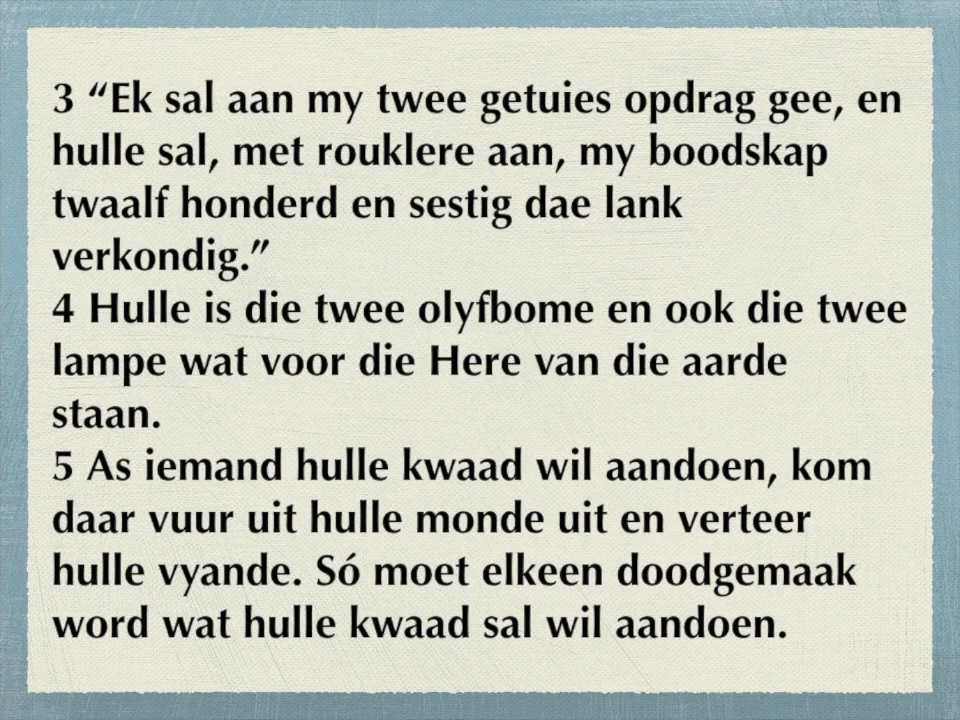 3 “Ek sal aan my twee getuies opdrag gee, en
hulle sal, met rouklere aan, my boodskap
twaalf honderd en sestig dae lank
verkondig.”
4 Hulle is die twee olyfbome en ook die twee
lampe wat voor die Here van die aarde
staan.
5 As iemand hulle kwaad wil aandoen, kom
daar vuur uit hulle monde uit en verteer
hulle vyande. Só moet elkeen doodgemaak
word wat hulle kwaad sal wil aandoen.